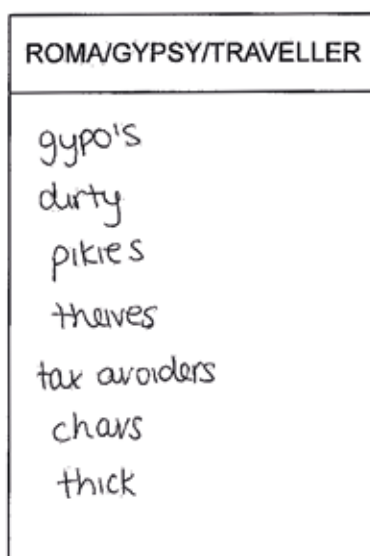 ROMA/GYPSY/TRAVELLER
gypo's
dirty
pikies
theives
tax avoiders
chavs
thick